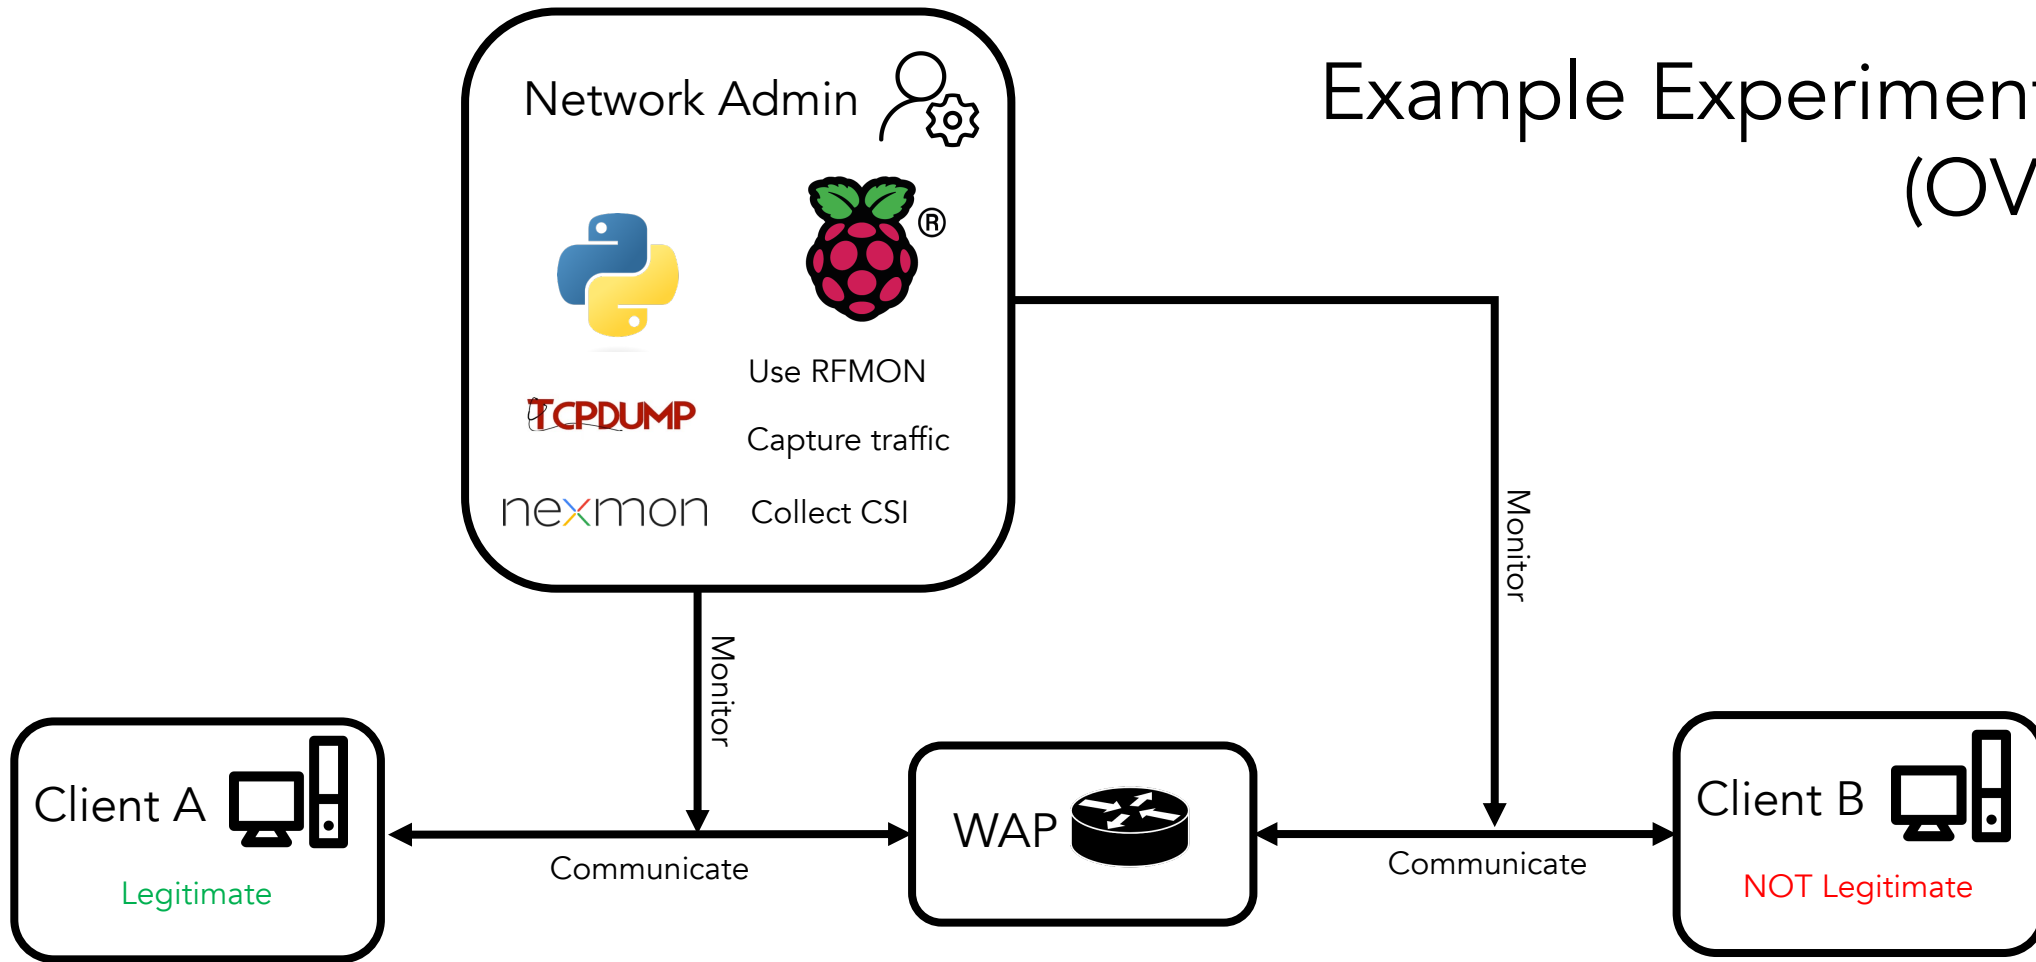 Example Experiment
(OV
Network Admin
®
Use RFMON
TCPDUMP
Capture traffic
nexmon
Collect CSI
Monitor
Monitor
Client A
Legitimate
Communicate
WAP
Communicate
Client B
NOT Legitimate